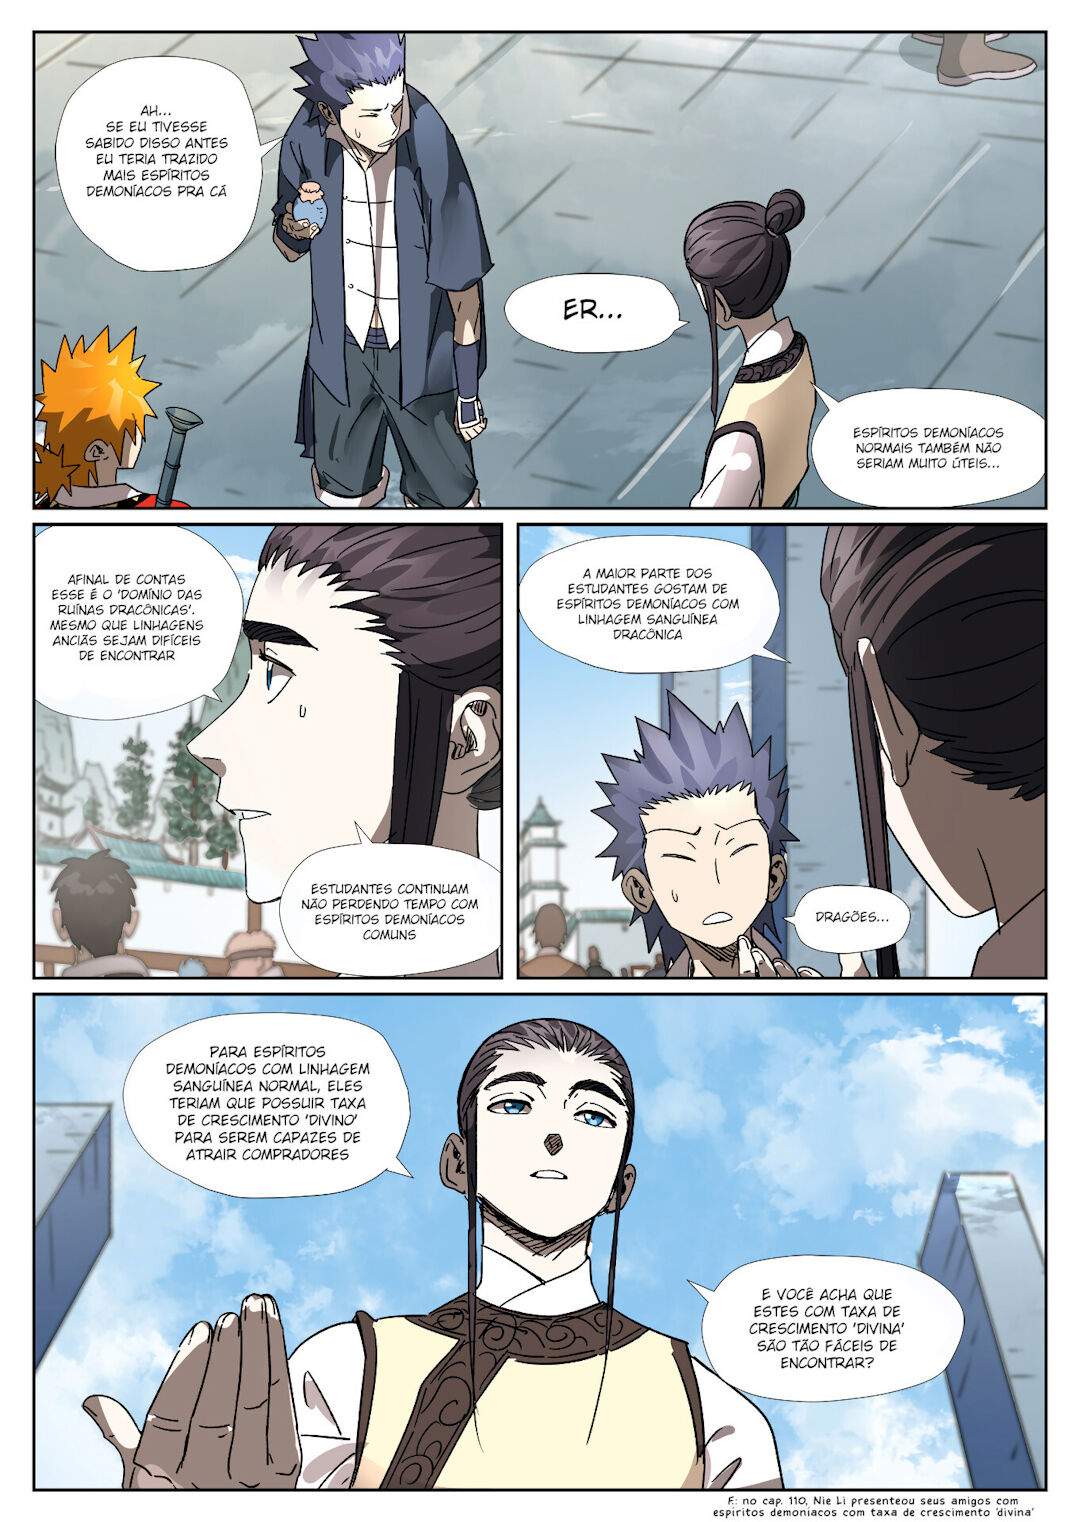 AH...
SE EU TIVESSE
SABIDO DISSO ANTES
EU TERIA TRAZIDO
MAIS ESPÍRITOS
DEMONÍACOS PRA CÁ
ER...
ESPÍRITOS DEMONÍACOS
NORMAIS TAMBÉM NÃO
SERIAM MUITO ÚTEIS...
AFINAL DE CONTAS
ESSE É O 'DOMÍNIO DAS
RUÍNAS DRACÔNICAS'.
MESMO QUE LINHAGENS
ANCIÃS SEJAM DIFÍCEIS
DE ENCONTRAR
ESTUDANTES CONTINUAM
NÃO PERDENDO TEMPO COM
ESPÍRITOS DEMONÍACOS
COMUNS
A MAIOR PARTE DOS
ESTUDANTES GOSTAM DE
ESPÍRITOS DEMONÍACOS COM
LINHAGEM SANGUÍNEA
DRACÔNICA
DRAGÕES...
PARA ESPÍRITOS
DEMONÍACOS COM LINHAGEM
SANGUÍNEA NORMAL, ELES
TERIAM QUE POSSUIR TAXA
DE CRESCIMENTO 'DIVINO'
PARA SEREM CAPAZES DE
ATRAIR COMPRADORES
E VOCÊ ACHA QUE
ESTES COM TAXA DE
CRESCIMENTO 'DIVINA'
SÃO TÃO FÁCEIS DE
ENCONTRAR?
E: no cap. 110, Nie Li presenteou seus amigos com
espíritos demoníacos com taxa de crescimento 'divina'